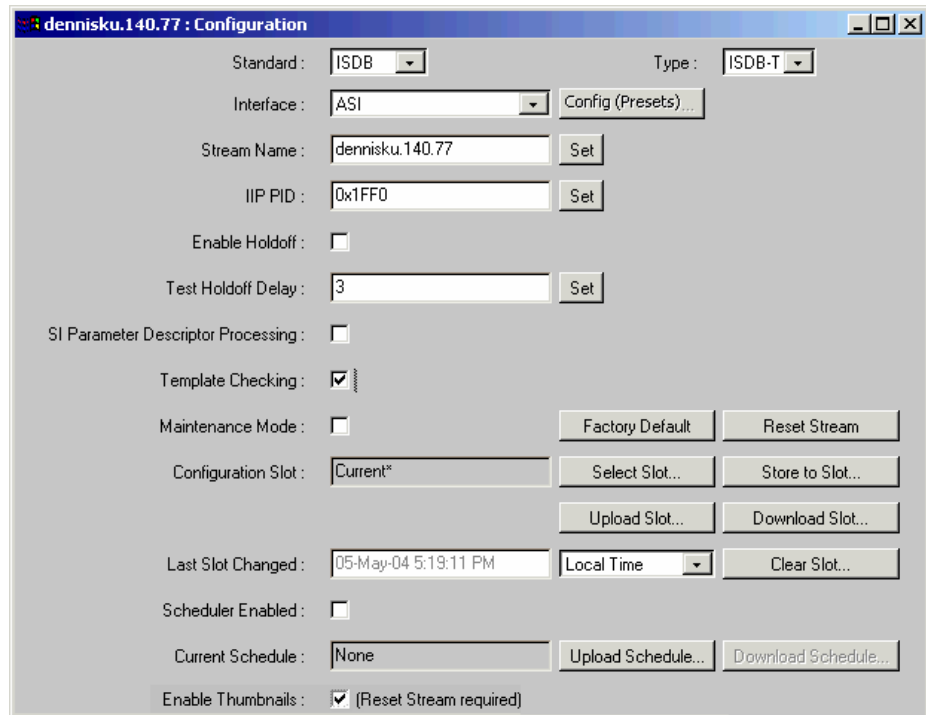 dennisku.140.77 : Configuration
Standard : ISDB Type : ISDB-T
Interface : ASI Config (Presets)...
Stream Name : dennisku.140.77 Set
IIP PID : 0x1FF0 Set
Enable Holdoff :
Test Holdoff Delay : 3 Set
SI Parameter Descriptor Processing :
Template Checking :
Maintenance Mode : Factory Default Reset Stream
Configuration Slot : Current* Select Slot... Store to Slot...
Upload Slot... Download Slot...
Last Slot Changed : 05-May-04 5:19:11 PM Local Time Clear Slot...
Scheduler Enabled :
Current Schedule : None Upload Schedule... Download Schedule...
Enable Thumbnails : (Reset Stream required)